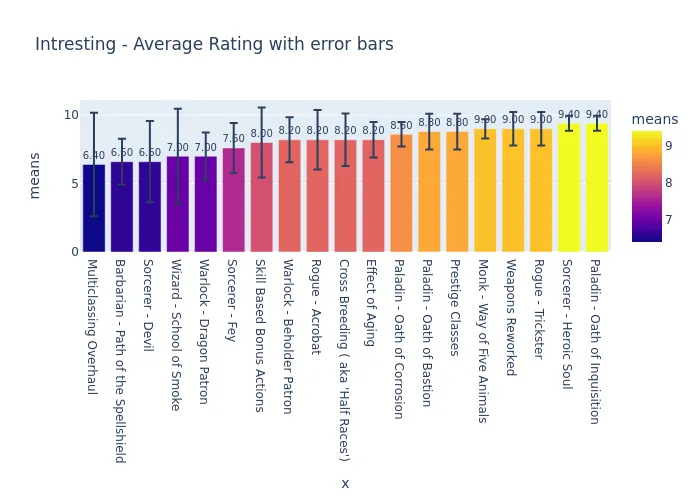 Intresting - Average Rating with error bars
means
10
5
0
6.40
6.60
6.60
7.00
7.00
7.60
8.00
8.20
8.20
8.20
8.20
8.60
8.80
8.80
9.00
9.00
9.00
9.40
9.40
Multiclassing Overhaul
Barbarian - Path of the Spellshield
Sorcerer - Devil
Wizard - School of Smoke
Warlock - Dragon Patron
Sorcerer - Fey
Skill Based Bonus Actions
Warlock - Beholder Patron
Rogue - Acrobat
Cross Breeding ( aka 'Half Races')
Effect of Aging
Paladin - Oath of Corrosion
Paladin - Oath of Bastion
Prestige Classes
Monk - Way of Five Animals
Weapons Reworked
Rogue - Trickster
Sorcerer - Heroic Soul
Paladin - Oath of Inquisition
x
means
9
8
7